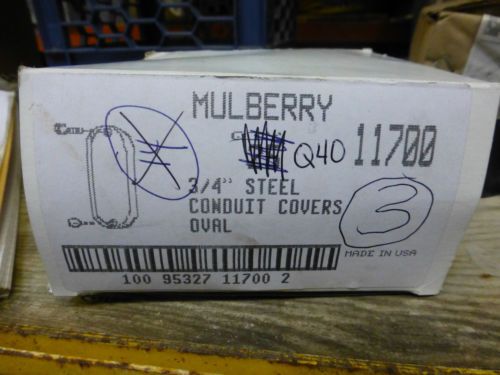 MULBERRY
Q40 11700
3/4" STEEL
CONDUIT COVERS
OVAL
3
MADE IN USA
100 95327 11700 2